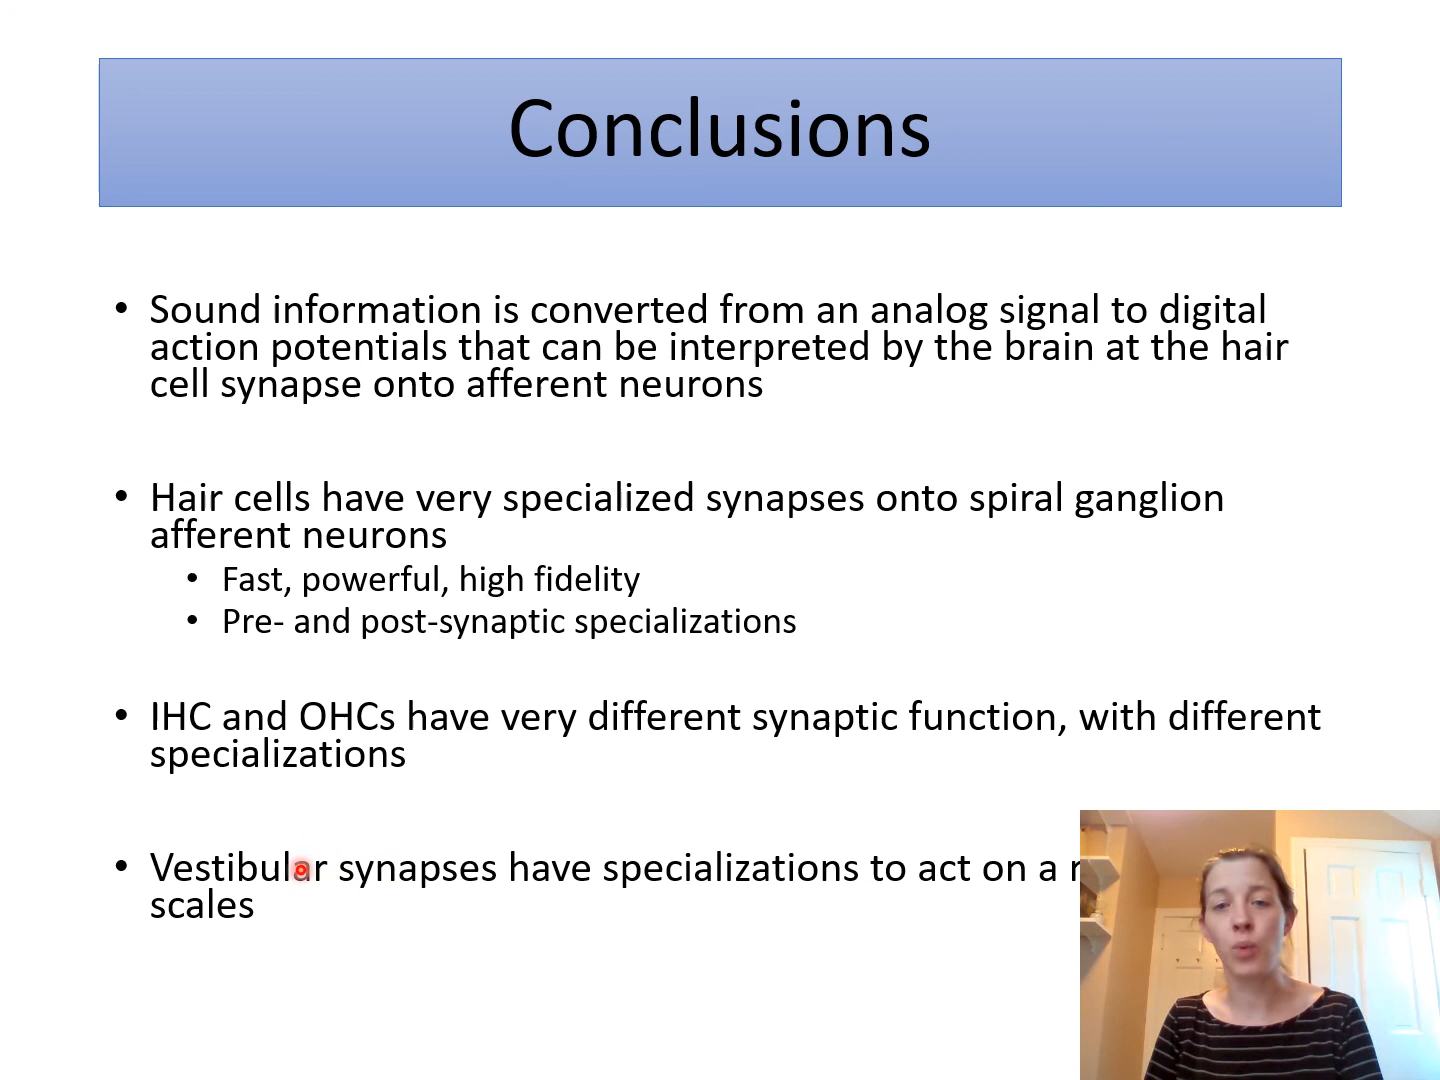 Conclusions
• Sound information is converted from an analog signal to digital
action potentials that can be interpreted by the brain at the hair
cell synapse onto afferent neurons
• Hair cells have very specialized synapses onto spiral ganglion
afferent neurons
• Fast, powerful, high fidelity
• Pre- and post-synaptic specializations
• IHC and OHCs have very different synaptic function, with different
specializations
• Vestibular synapses have specializations to act on a
scales